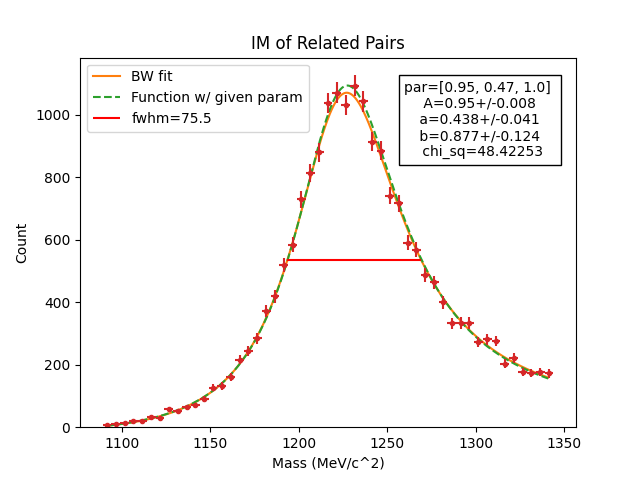 IM of Related Pairs
BW fit
Function w/ given param
fwhm=75.5
par=[0.95, 0.47, 1.0]
A=0.95+/-0.008
a=0.438+/-0.041
b=0.877+/-0.124
chi_sq=48.42253
Count
1000
800
600
400
200
0
1100
1150
1200
1250
1300
1350
Mass (MeV/c^2)